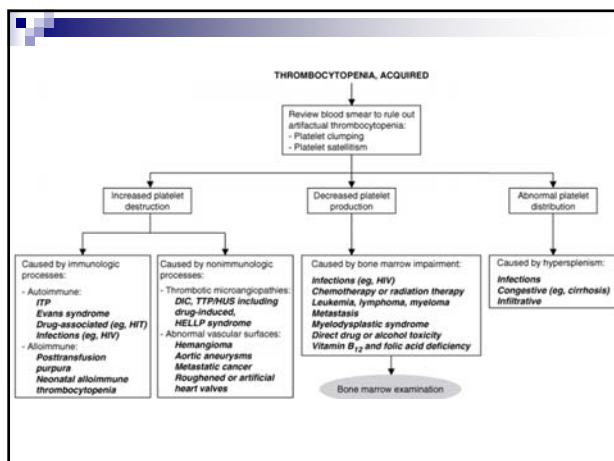 THROMBOCYTOPENIA, ACQUIRED
Review blood smear to rule out
artifactual thrombocytopenia:
- Platelet clumping
- Platelet satellitism
Increased platelet
destruction
Decreased platelet
production
Abnormal platelet
distribution
Caused by immunologic
processes:
- Autoimmune:
ITP
Evans syndrome
Drug-associated (eg, HIT)
Infections (eg, HIV)
- Alloimmune:
Posttransfusion
purpura
Neonatal alloimmune
thrombocytopenia
Caused by nonimmunologic
processes:
- Thrombotic microangiopathies:
DIC, TTP/HUS including
drug-induced,
HELLP syndrome
- Abnormal vascular surfaces:
Hemangioma
Aortic aneurysms
Metastatic cancer
Roughened or artificial
heart valves
Caused by bone marrow impairment:
Infections (eg, HIV)
Chemotherapy or radiation therapy
Leukemia, lymphoma, myeloma
Metastasis
Myelodysplastic syndrome
Direct drug or alcohol toxicity
Vitamin B12 and folic acid deficiency
Bone marrow examination
Caused by hypersplenism:
Infections
Congestive (eg, cirrhosis)
Infiltrative